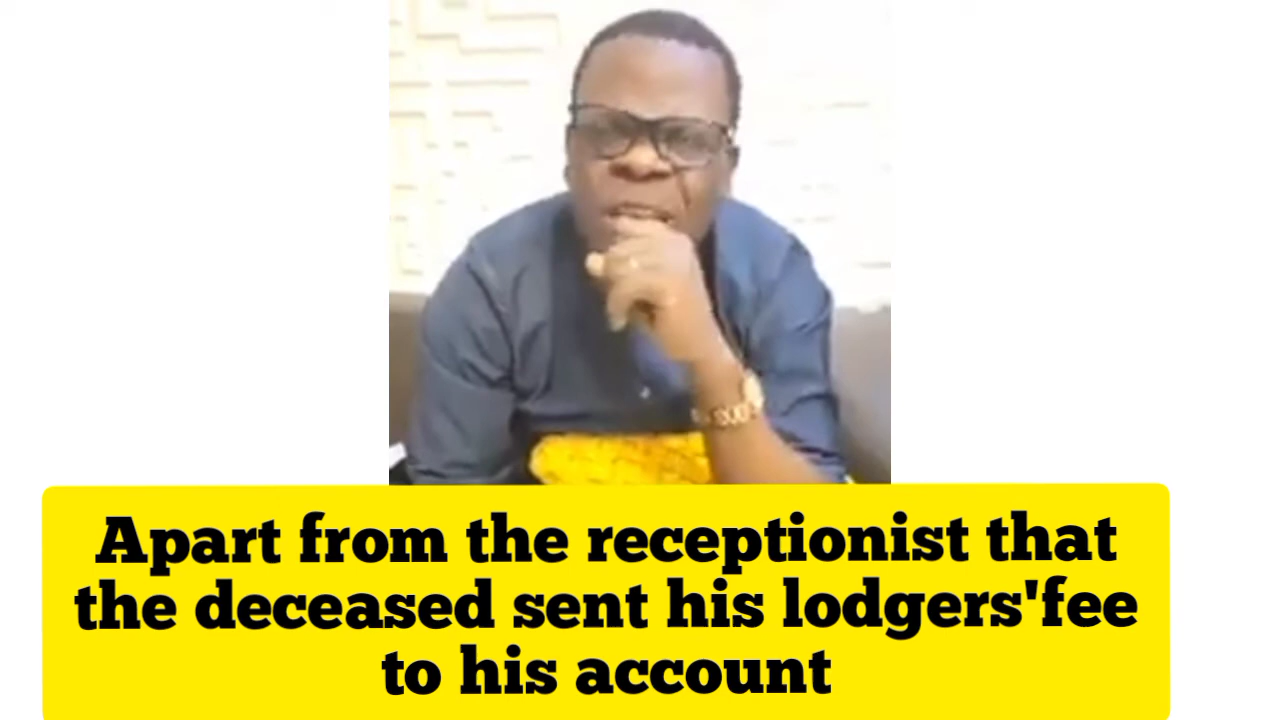 Apart from the receptionist that
the deceased sent his lodgers'fee
to his account